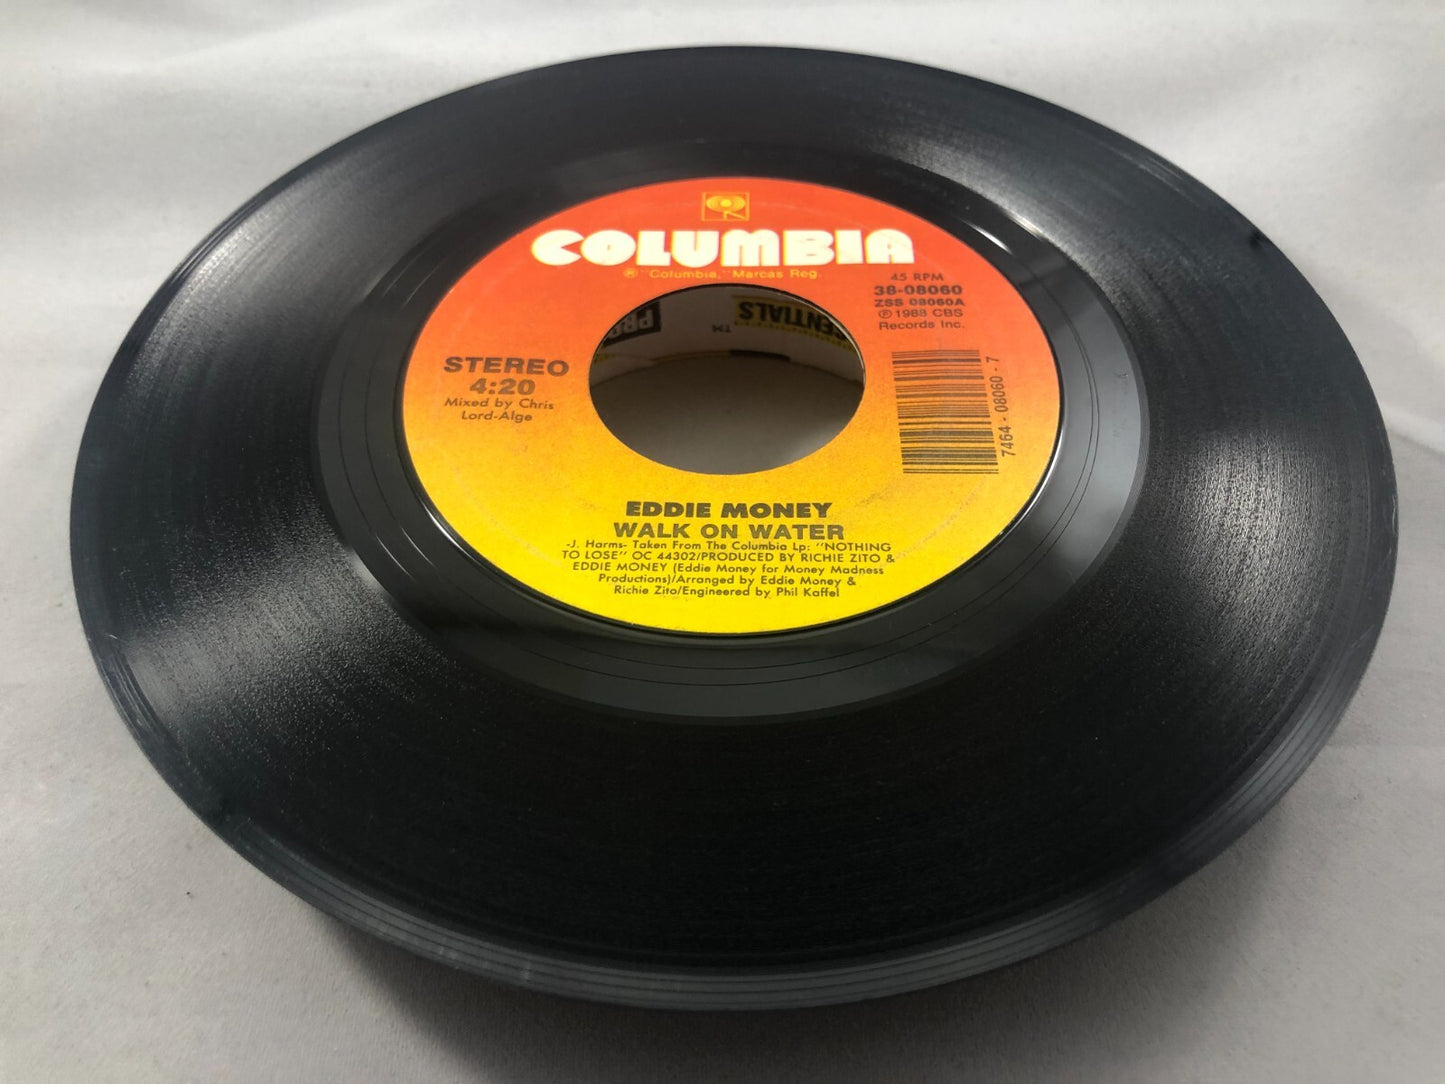 COLUMBIA
® "Columbia," Marcas Reg.
45 RPM
38-08060
ZSS 08060A
℗ 1988 CBS
Records Inc.
STEREO
4:20
Mixed by Chris
Lord-Alge
7464 - 08060 - 7
EDDIE MONEY
WALK ON WATER
-J. Harms- Taken From The Columbia Lp: "NOTHING
TO LOSE" OC 44302/PRODUCED BY RICHIE ZITO &
EDDIE MONEY (Eddie Money for Money Madness
Productions)/Arranged by Eddie Money &
Richie Zito/Engineered by Phil Kaffel